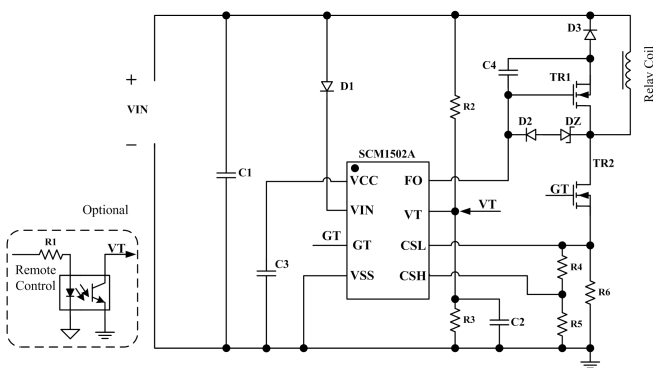 D3
C4
TR1
Relay Coil
+
D1
R2
VIN
D2
DZ
−
SCM1502A
TR2
C1
VCC
FO
GT
Optional
VIN
VT
VT
GT
GT
CSL
R1
VT
Remote
Control
C3
VSS
CSH
R4
R6
R3
C2
R5